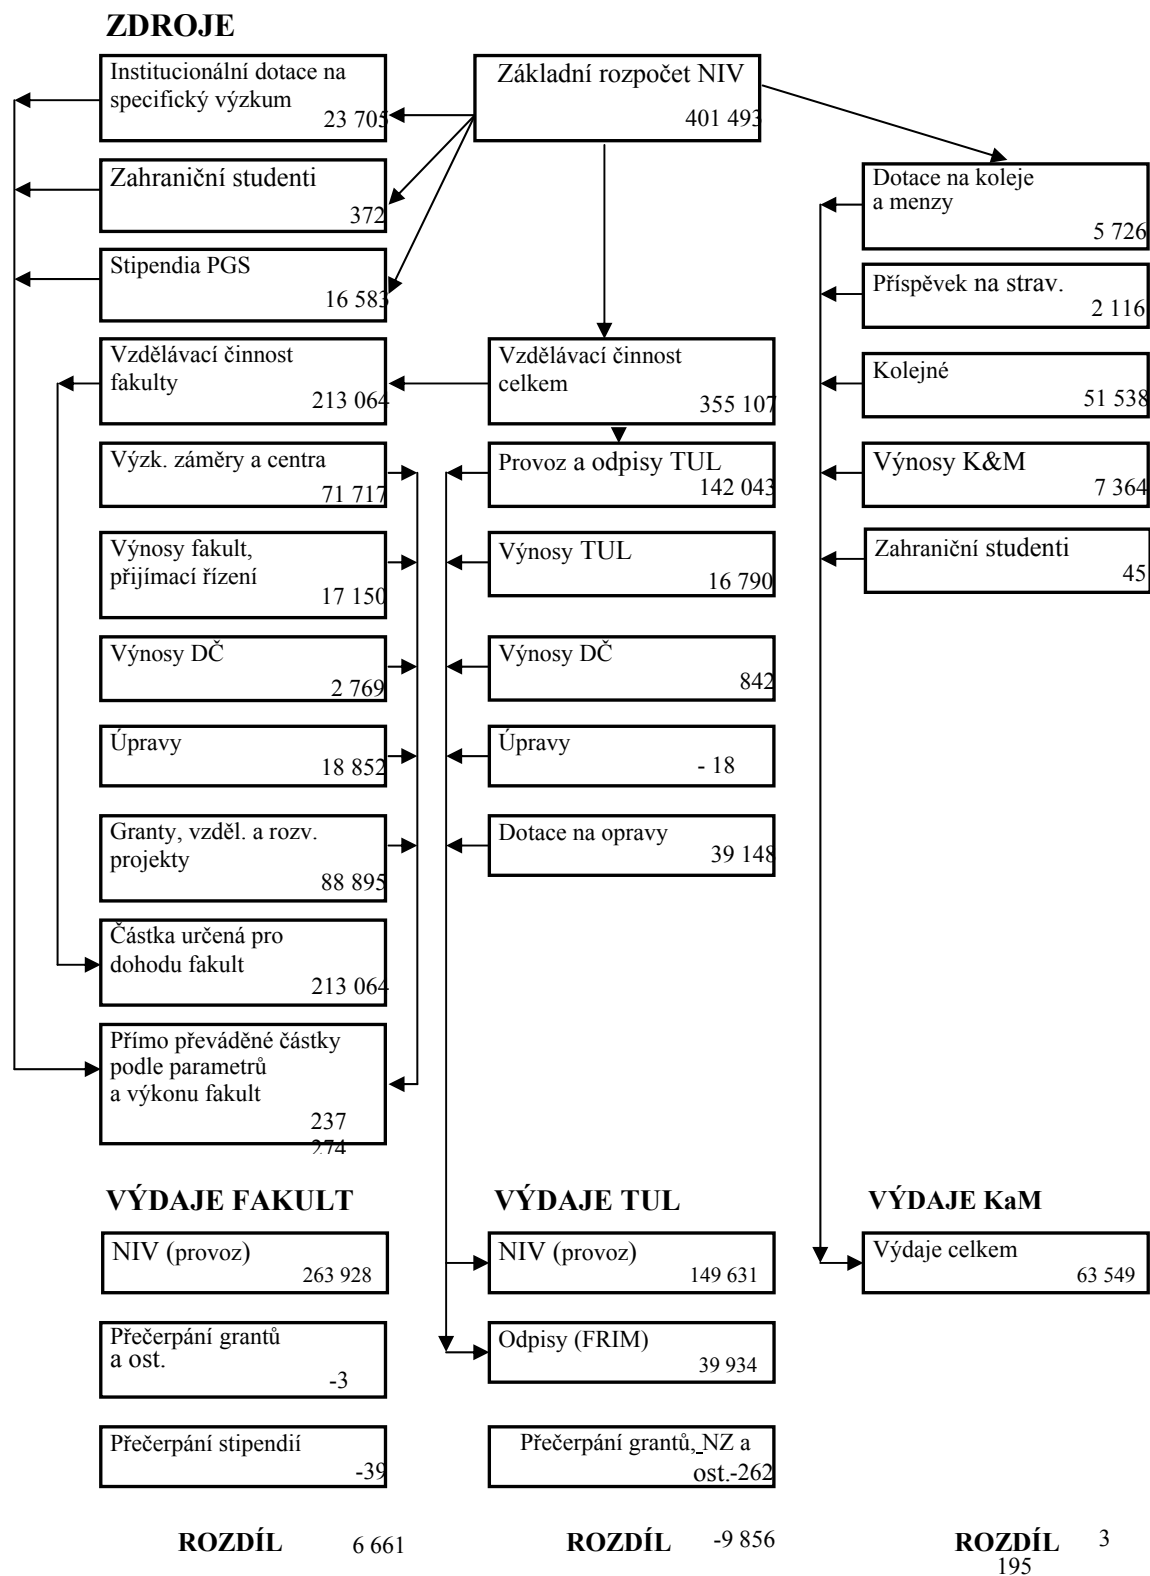 ZDROJE
Institucionální dotace na
specifický výzkum
23 705
Základní rozpočet NIV
401 493
Zahraniční studenti
372
Dotace na koleje
a menzy
5 726
Stipendia PGS
16 583
Příspěvek na strav.
2 116
Vzdělávací činnost
fakulty
213 064
Vzdělávací činnost
celkem
355 107
Kolejné
51 538
Výzk. záměry a centra
71 717
Provoz a odpisy TUL
142 043
Výnosy K&M
7 364
Výnosy fakult,
přijímací řízení
17 150
Výnosy TUL
16 790
Zahraniční studenti
45
Výnosy DČ
2 769
Výnosy DČ
842
Úpravy
18 852
Úpravy
- 18
Granty, vzděl. a rozv.
projekty
88 895
Dotace na opravy
39 148
Částka určená pro
dohodu fakult
213 064
Přímo převáděné částky
podle parametrů
a výkonu fakult
237
274
VÝDAJE FAKULT
VÝDAJE TUL
VÝDAJE KaM
NIV (provoz)
263 928
NIV (provoz)
149 631
Výdaje celkem
63 549
Přečerpání grantů
a ost.
-3
Odpisy (FRIM)
39 934
Přečerpání stipendií
-39
Přečerpání grantů, NZ a
ost.-262
ROZDÍL 6 661
ROZDÍL -9 856
ROZDÍL 3
195